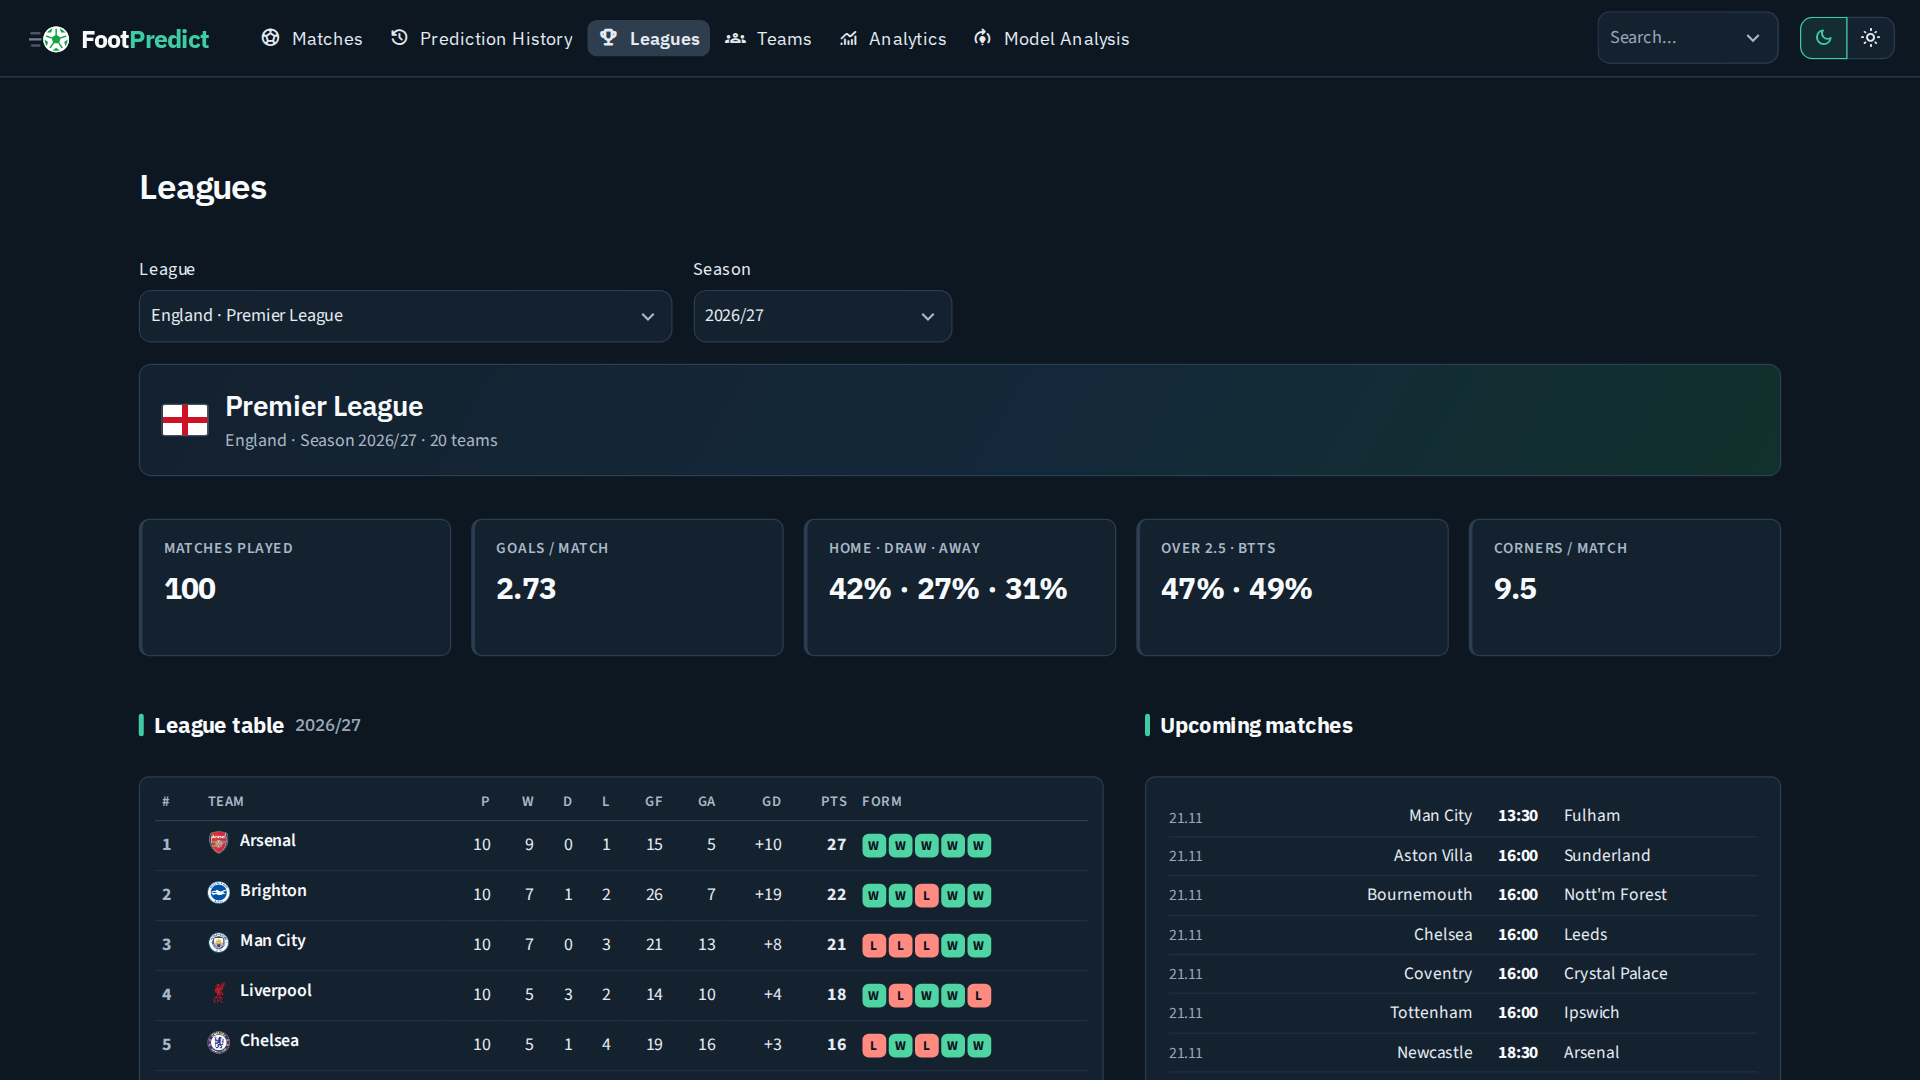 FootPredict Matches Prediction History Leagues Teams Analytics Model Analysis Search...
Leagues
League Season
England · Premier League 2026/27
Premier League
England · Season 2026/27 · 20 teams
MATCHES PLAYED GOALS / MATCH HOME · DRAW · AWAY OVER 2.5 · BTTS CORNERS / MATCH
100 2.73 42% · 27% · 31% 47% · 49% 9.5
League table 2026/27
# TEAM P W D L GF GA GD PTS FORM
1 Arsenal 10 9 0 1 15 5 +10 27 W W W W W
2 Brighton 10 7 1 2 26 7 +19 22 W W L W W
3 Man City 10 7 0 3 21 13 +8 21 L L L W W
4 Liverpool 10 5 3 2 14 10 +4 18 W L W W L
5 Chelsea 10 5 1 4 19 16 +3 16 L W L W W
Upcoming matches
21.11 Man City 13:30 Fulham
21.11 Aston Villa 16:00 Sunderland
21.11 Bournemouth 16:00 Nott'm Forest
21.11 Chelsea 16:00 Leeds
21.11 Coventry 16:00 Crystal Palace
21.11 Tottenham 16:00 Ipswich
21.11 Newcastle 18:30 Arsenal